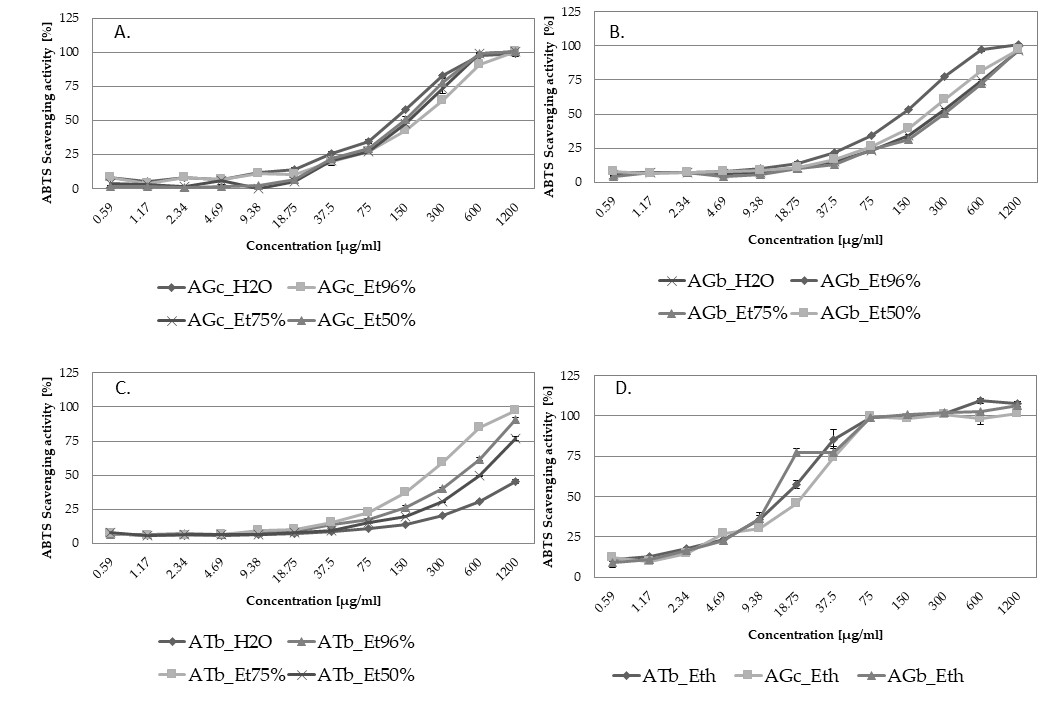 A.
ABTS Scavenging activity [%]
125
100
75
50
25
0
0.59 1.17 2.34 4.69 9.38 18.75 37.5 75 150 300 600 1200
Concentration [µg/ml]
AGc_H2O AGc_Et96%
AGc_Et75% AGc_Et50%
B.
ABTS Scavenging activity [%]
125
100
75
50
25
0
0.59 1.17 2.34 4.69 9.38 18.75 37.5 75 150 300 600 1200
Concentration [µg/ml]
AGb_H2O AGb_Et96%
AGb_Et75% AGb_Et50%
C.
ABTS Scavenging activity [%]
125
100
75
50
25
0
0.59 1.17 2.34 4.69 9.38 18.75 37.5 75 150 300 600 1200
Concentration [µg/ml]
ATb_H2O ATb_Et96%
ATb_Et75% ATb_Et50%
D.
ABTS Scavenging activity [%]
125
100
75
50
25
0
0.59 1.17 2.34 4.69 9.38 18.75 37.5 75 150 300 600 1200
Concentration [µg/ml]
ATb_Eth AGc_Eth AGb_Eth